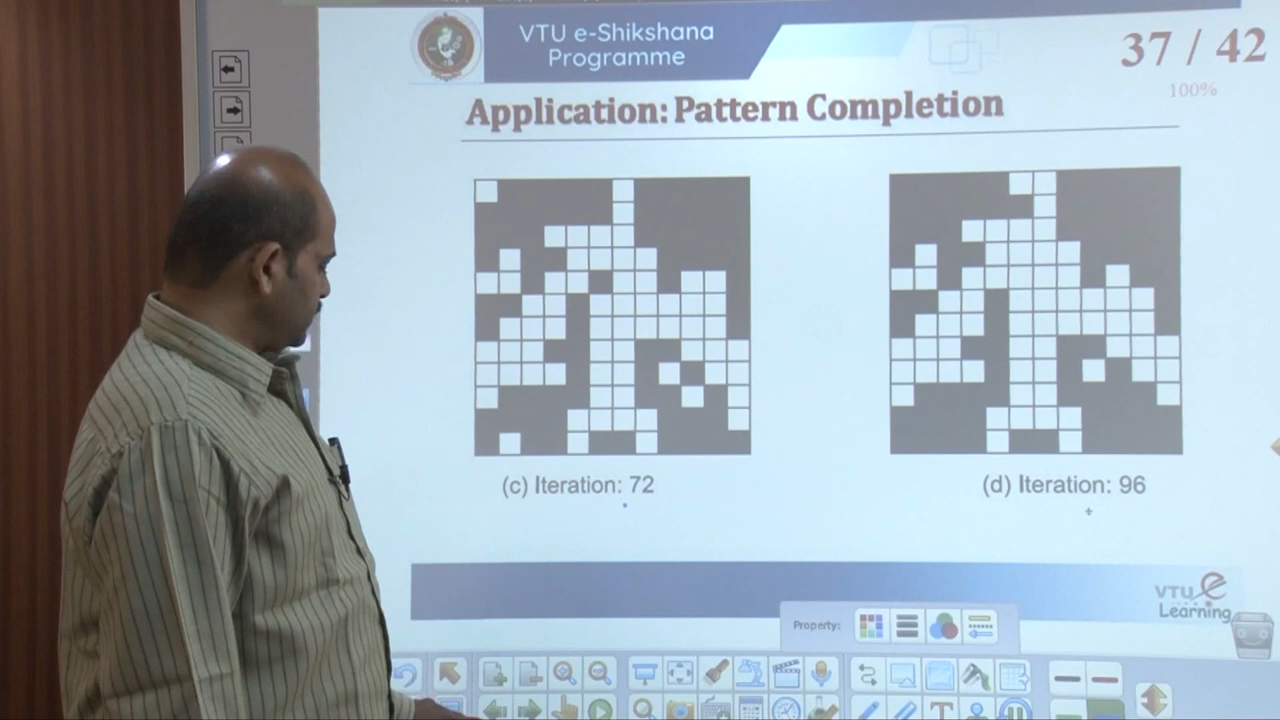 VTU e-Shikshana
Programme
37 / 42
100%
Application: Pattern Completion
(c) Iteration: 72
(d) Iteration: 96
VTU e
Learning
Property: